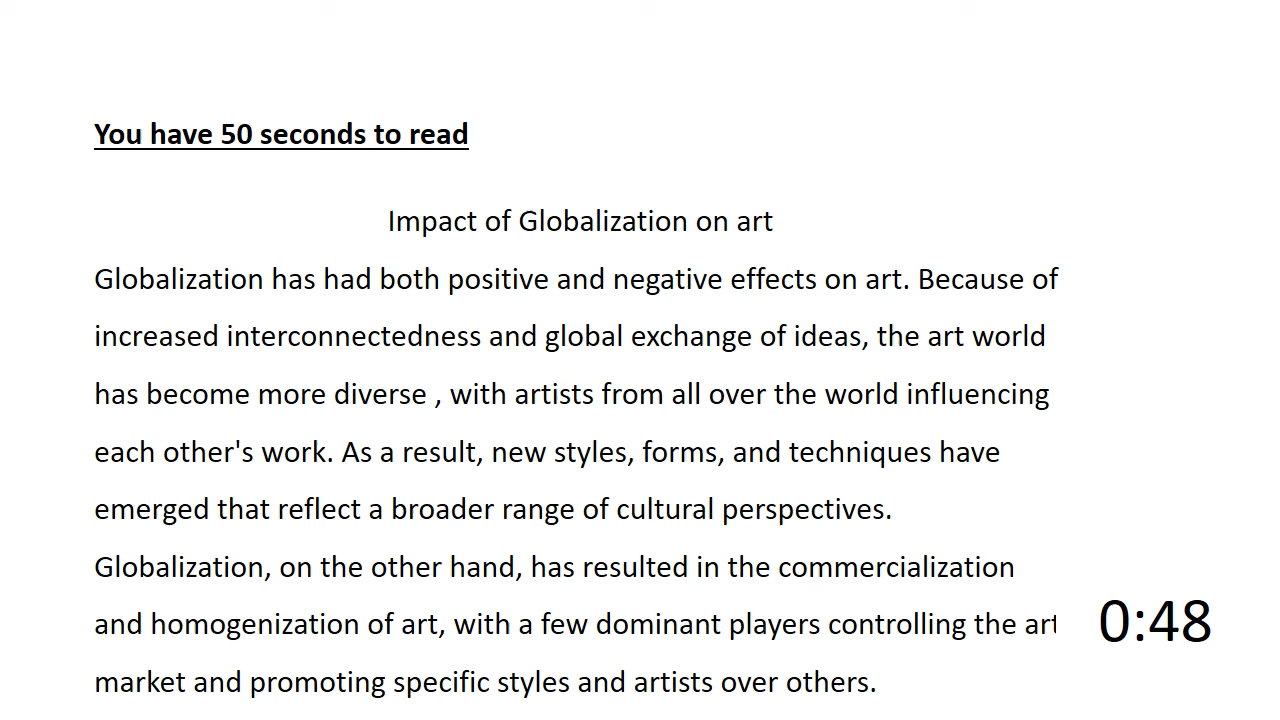 You have 50 seconds to read
Impact of Globalization on art
Globalization has had both positive and negative effects on art. Because of
increased interconnectedness and global exchange of ideas, the art world
has become more diverse , with artists from all over the world influencing
each other's work. As a result, new styles, forms, and techniques have
emerged that reflect a broader range of cultural perspectives.
Globalization, on the other hand, has resulted in the commercialization
and homogenization of art, with a few dominant players controlling the art
0:48
market and promoting specific styles and artists over others.